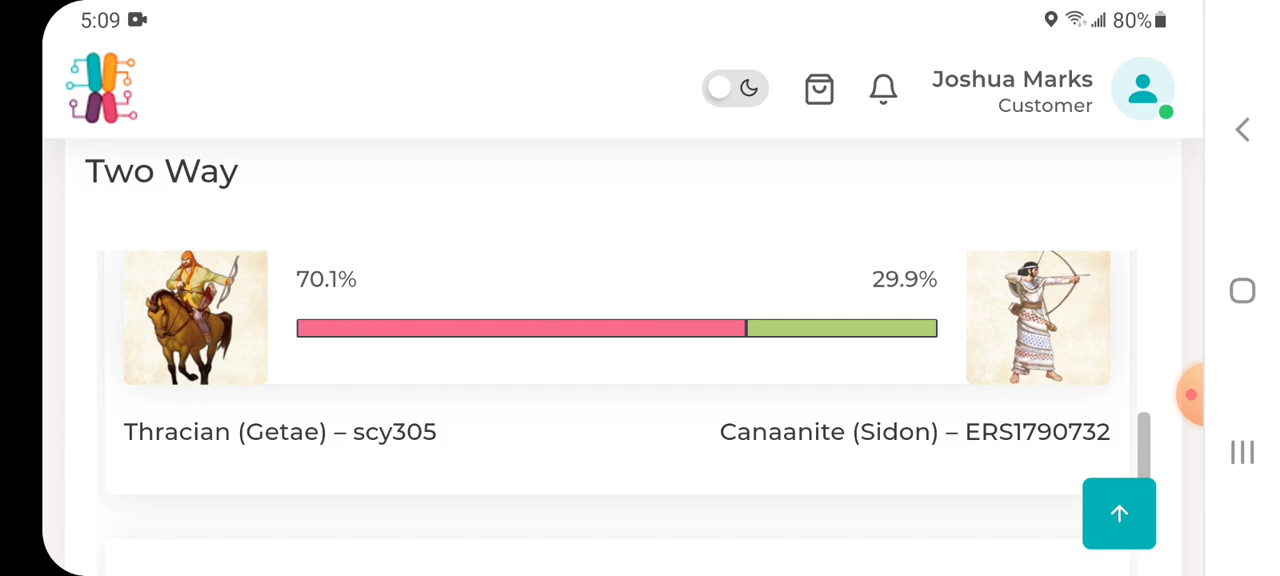 5:09
80%
Joshua Marks
Customer
Two Way
70.1%
29.9%
Thracian (Getae) – scy305
Canaanite (Sidon) – ERS1790732